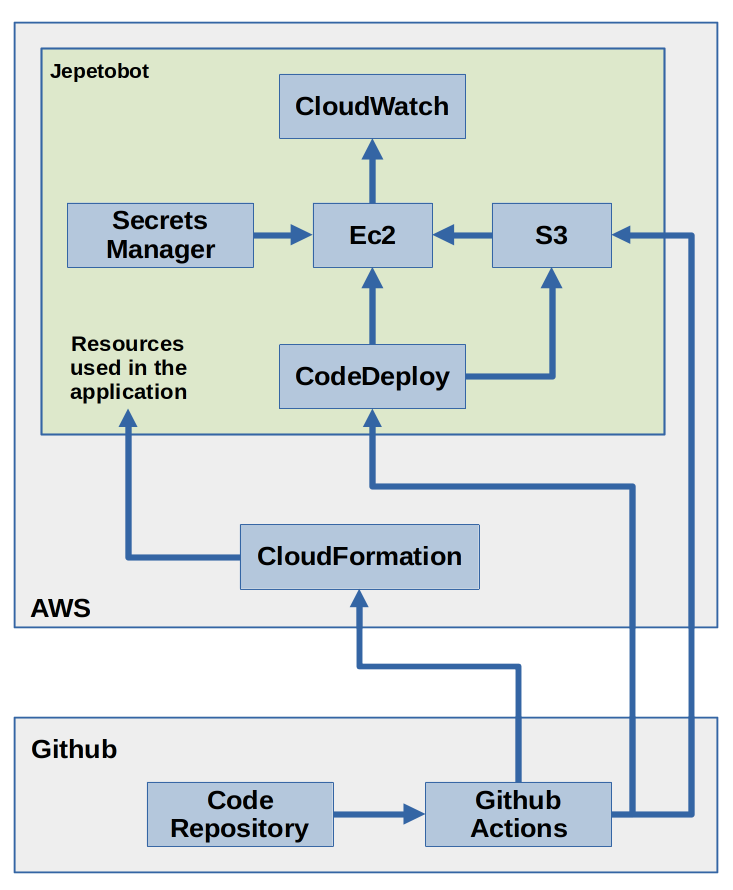 Jepetobot
CloudWatch
Secrets
Manager
Ec2
S3
Resources
used in the
application
CodeDeploy
CloudFormation
AWS
Github
Code
Repository
Github
Actions